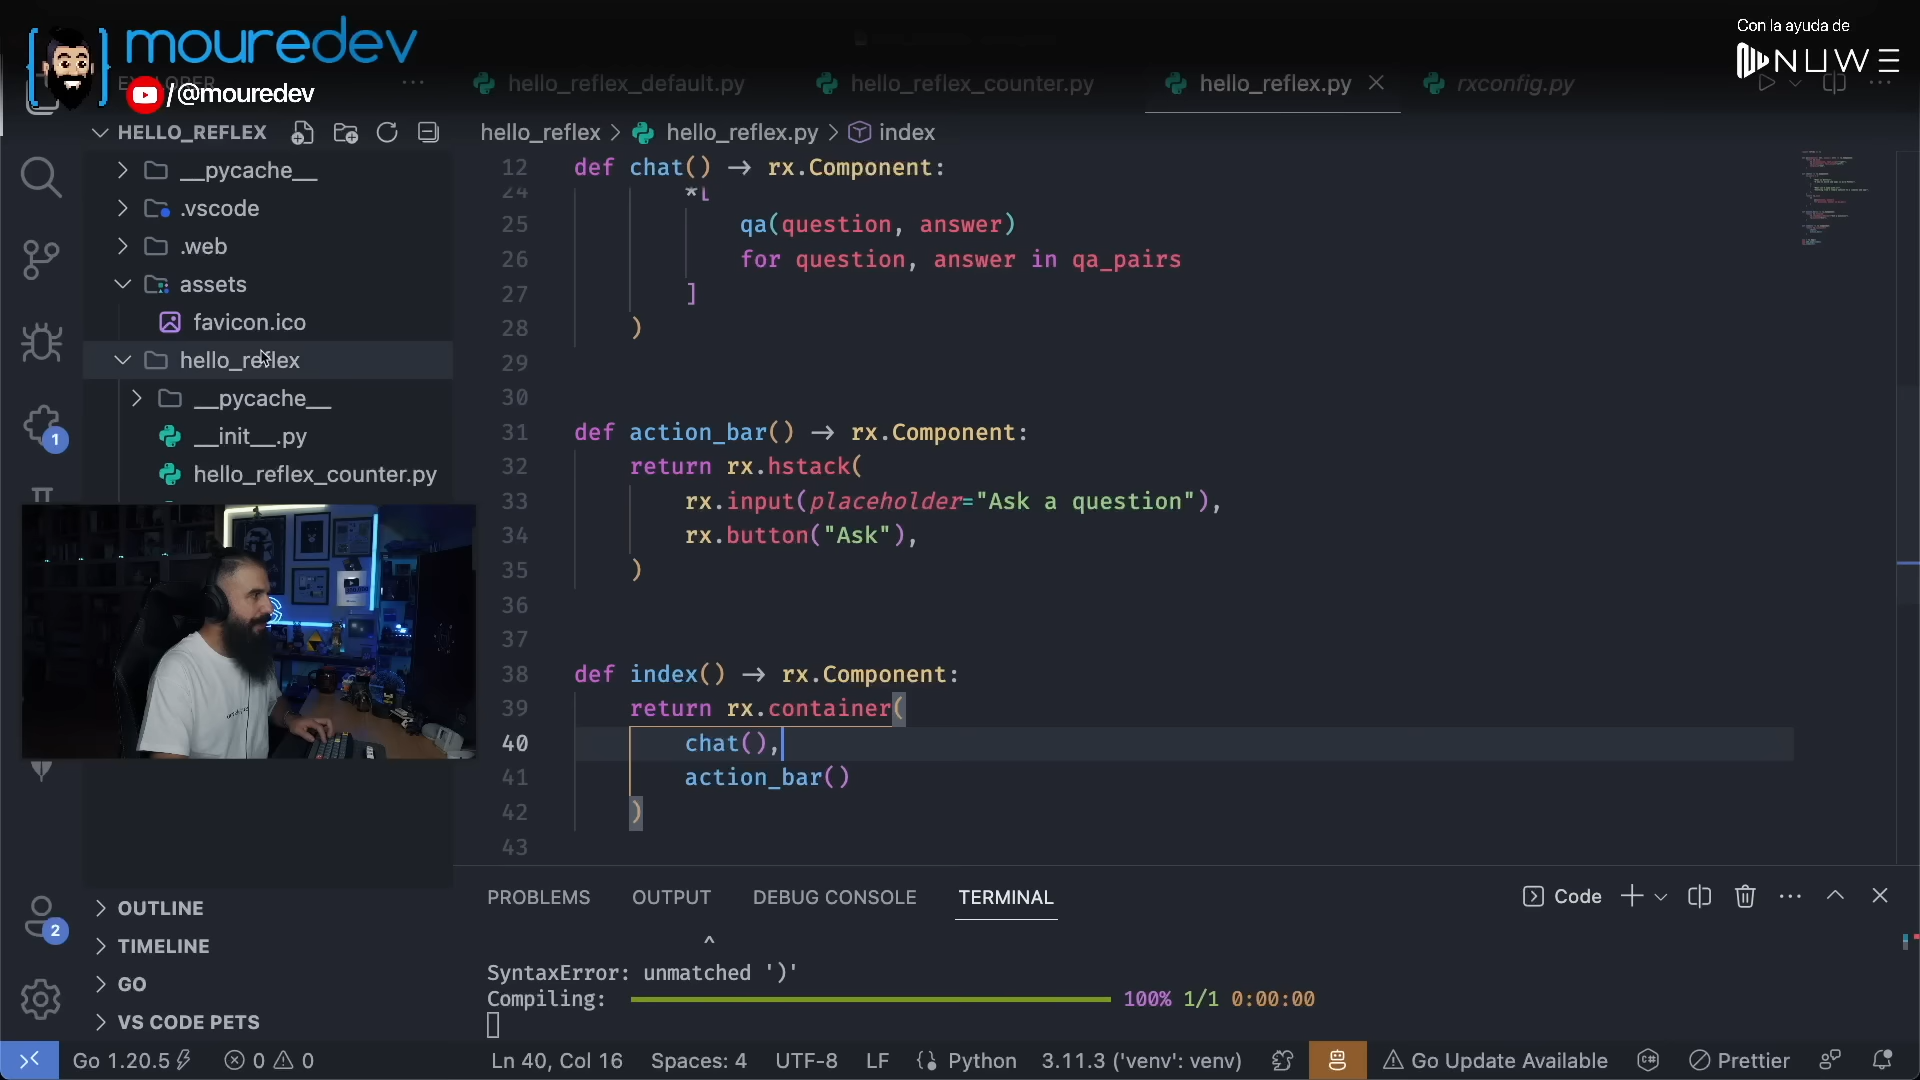 mouredev
/@mouredev
Con la ayuda de
NUWE
EXPLORER
hello_reflex_default.py
hello_reflex_counter.py
hello_reflex.py
rxconfig.py
HELLO_REFLEX
hello_reflex > hello_reflex.py > index
__pycache__
.vscode
.web
assets
favicon.ico
hello_reflex
__pycache__
__init__.py
hello_reflex_counter.py
12 def chat() → rx.Component:
24 *[
25 qa(question, answer)
26 for question, answer in qa_pairs
27 ]
28 )
29
30
31 def action_bar() → rx.Component:
32 return rx.hstack(
33 rx.input(placeholder="Ask a question"),
34 rx.button("Ask"),
35 )
36
37
38 def index() → rx.Component:
39 return rx.container(
40 chat(),
41 action_bar()
42 )
43
1
2
OUTLINE
TIMELINE
GO
VS CODE PETS
PROBLEMS
OUTPUT
DEBUG CONSOLE
TERMINAL
Code
^
SyntaxError: unmatched ')'
Compiling: 100% 1/1 0:00:00
Go 1.20.5
0 0
Ln 40, Col 16
Spaces: 4
UTF-8
LF
Python
3.11.3 ('venv': venv)
Go Update Available
Prettier